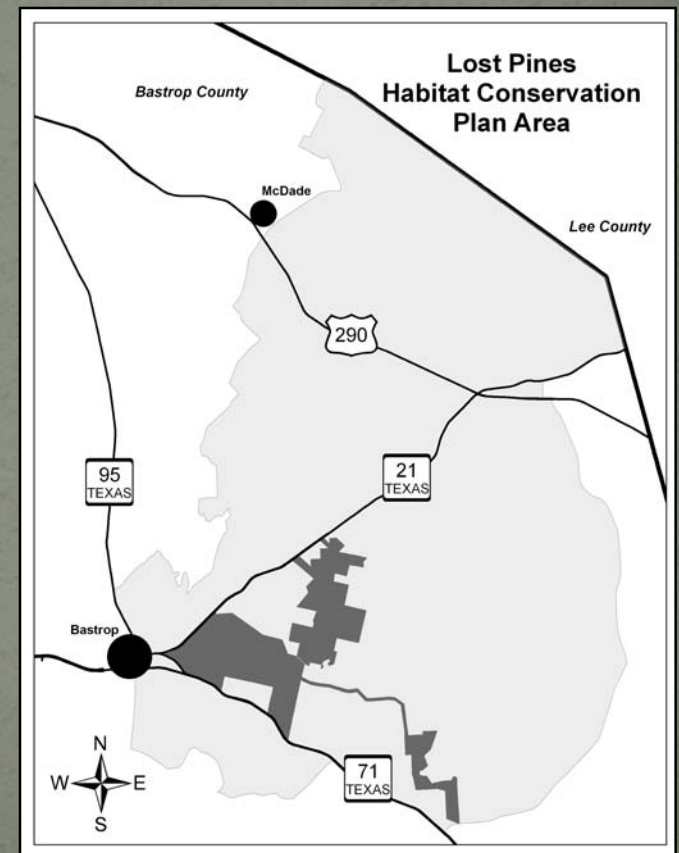 Lost Pines
Habitat Conservation
Plan Area
Bastrop County
McDade
Lee County
290
95
TEXAS
21
TEXAS
Bastrop
71
TEXAS
N
W E
S